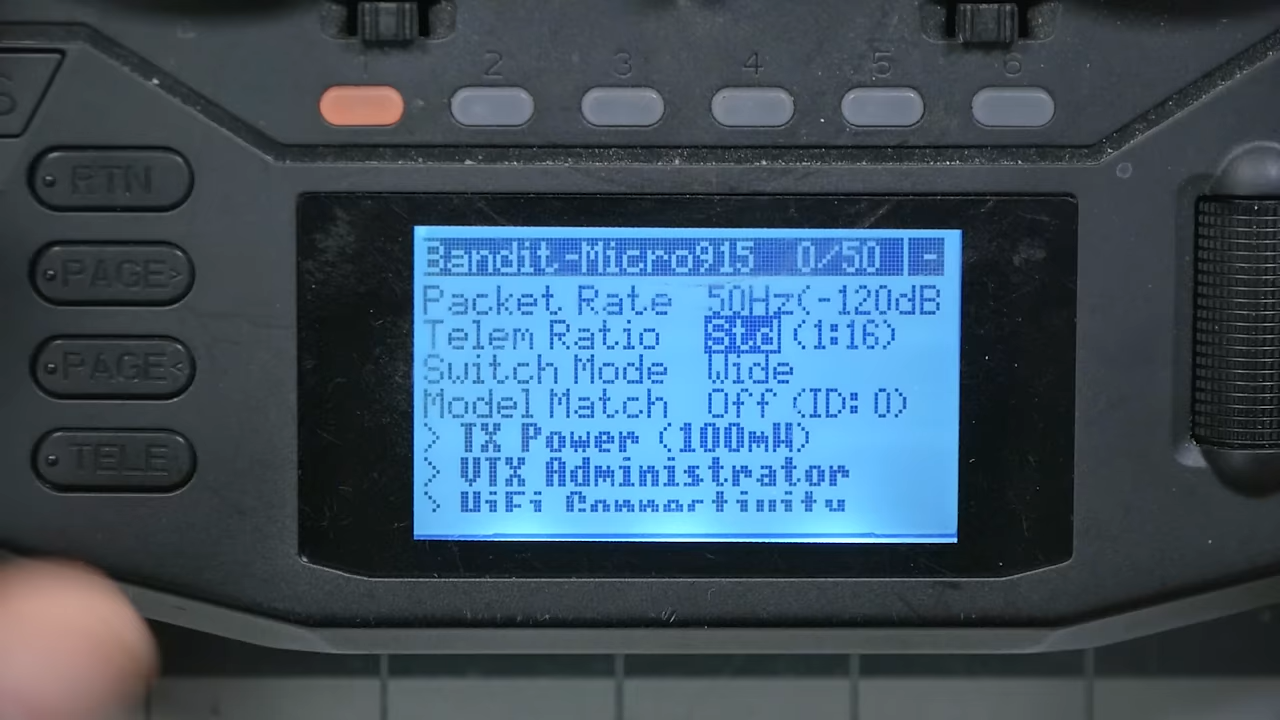 1 2 3 4 5 6
RTN
PAGE>
PAGE<
TELE
Bandit-Micro915 0/50 -
Packet Rate 50Hz(-120dB
Telem Ratio Std (1:16)
Switch Mode Wide
Model Match Off (ID: 0)
> TX Power (100mW)
> VTX Administrator
> WiFi Connectivity